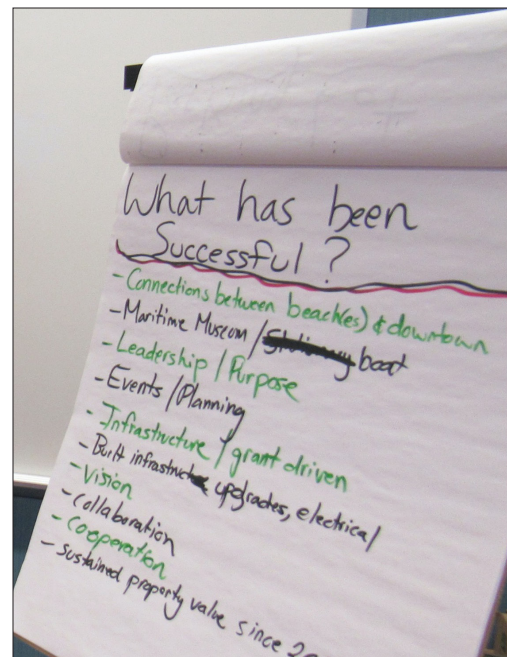 What has been
Successful?
- Connections between beach(es) & downtown
- Maritime Museum / boat
- Leadership / Purpose
- Events / Planning
- Infrastructure / grant driven
- Built infrastructure upgrades, electrical
- Vision
- Collaboration
- Cooperation
- Sustained property value since